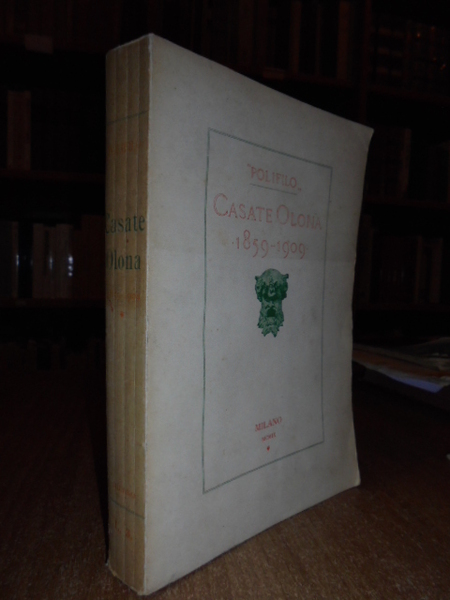 "POLIFILO„
CASATE OLONA
·1859-1909·
MILANO
Casate
Olona